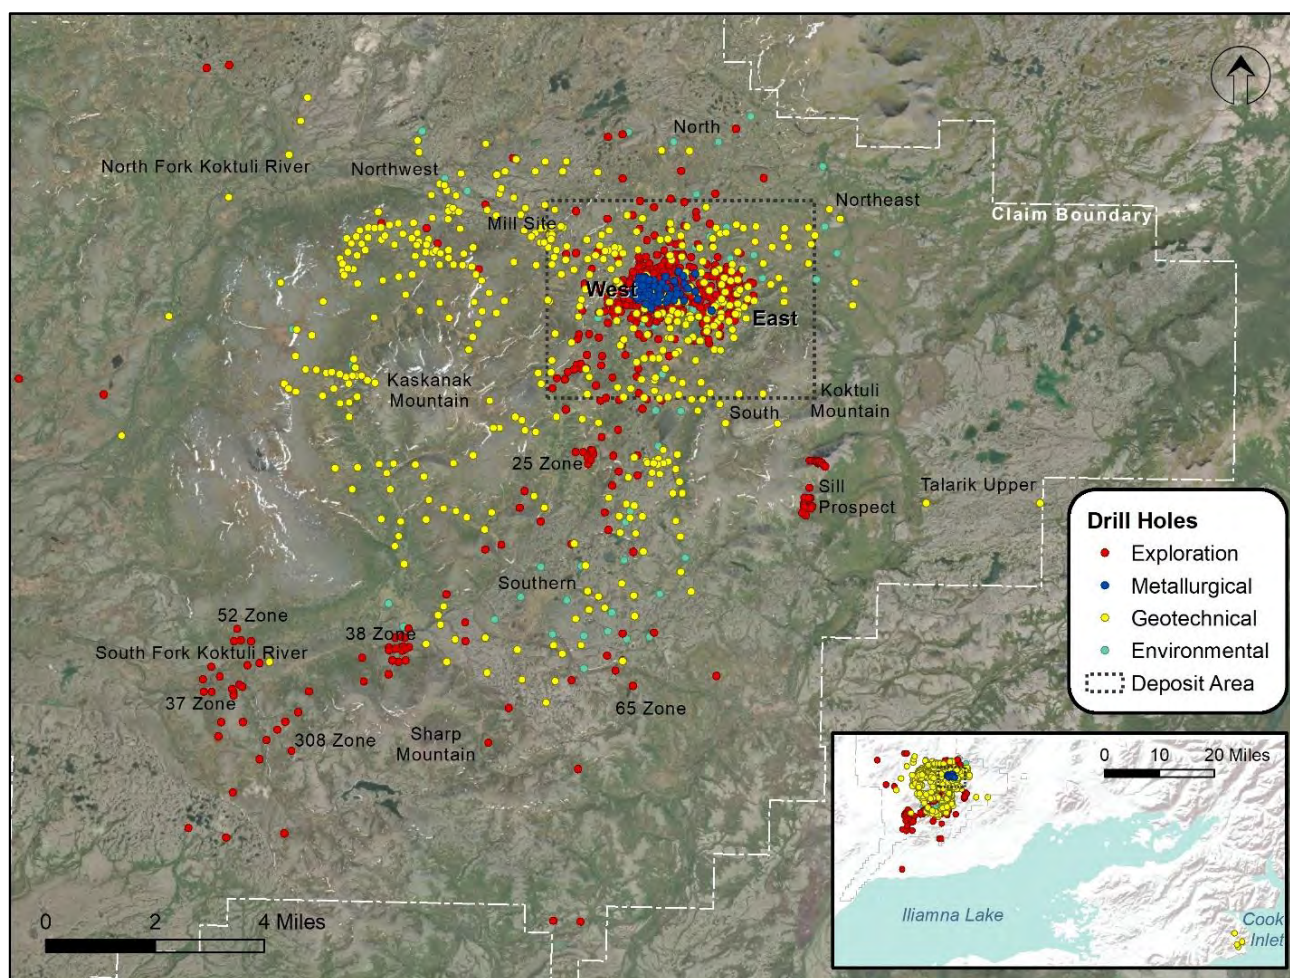 North
North Fork Koktuli River
Northwest
Northeast
Mill Site
Claim Boundary
West
East
Kaskanak
Mountain
Koktuli
Mountain
South
25 Zone
Sill
Prospect
Talarik Upper
Southern
52 Zone
38 Zone
South Fork Koktuli River
37 Zone
65 Zone
308 Zone
Sharp
Mountain
Drill Holes
Exploration
Metallurgical
Geotechnical
Environmental
Deposit Area
0 2 4 Miles
0 10 20 Miles
Iliamna Lake
Cook
Inlet